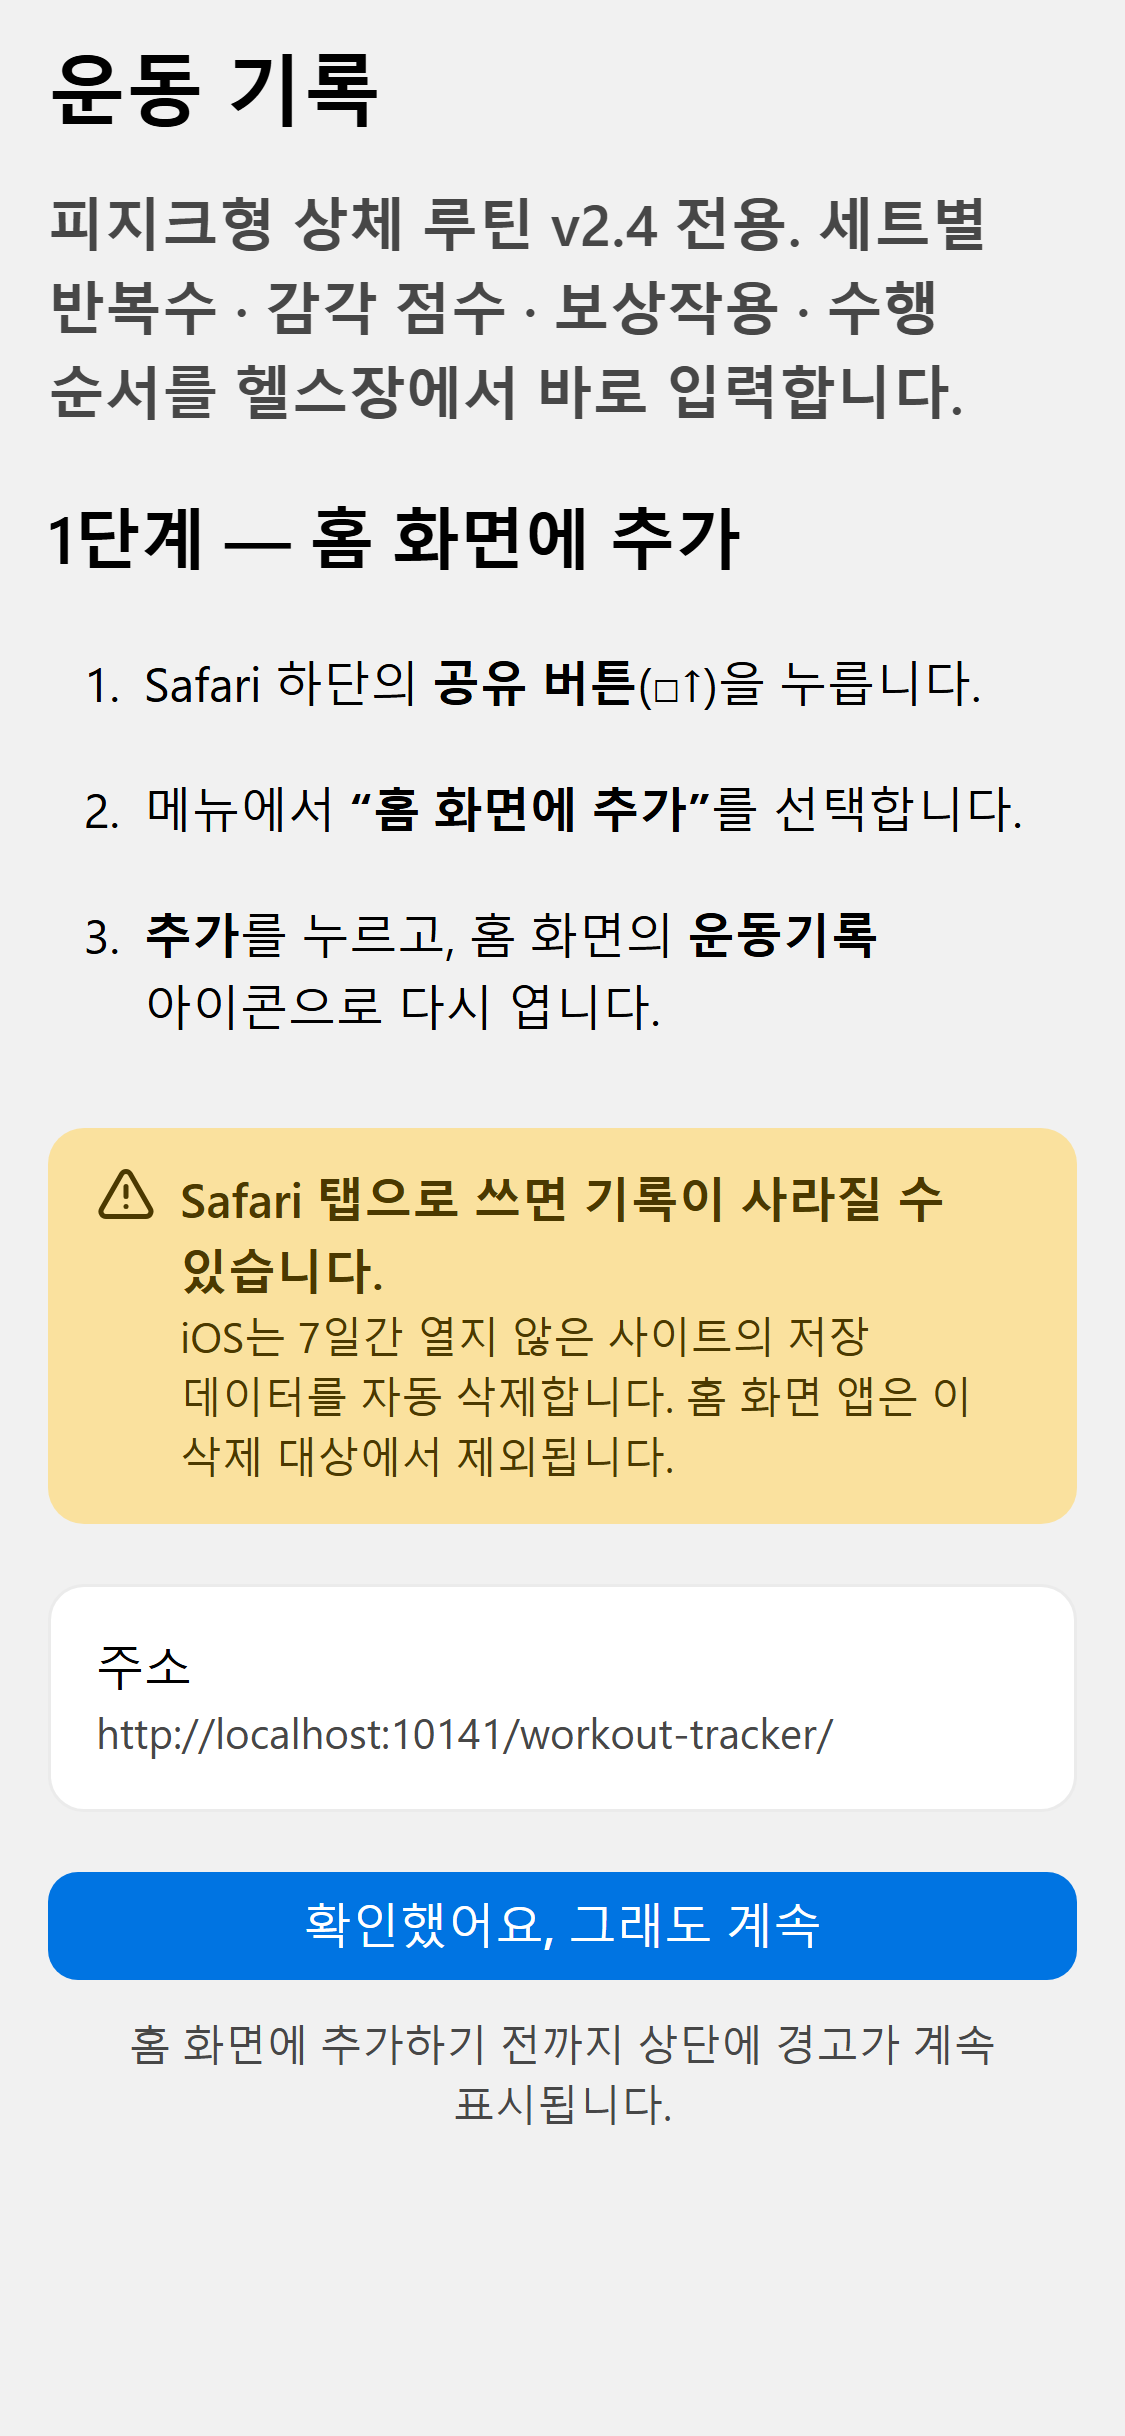 운동 기록
피지크형 상체 루틴 v2.4 전용. 세트별
반복수 · 감각 점수 · 보상작용 · 수행
순서를 헬스장에서 바로 입력합니다.
1단계 — 홈 화면에 추가
1. Safari 하단의 공유 버튼(□↑)을 누릅니다.
2. 메뉴에서 “홈 화면에 추가”를 선택합니다.
3. 추가를 누르고, 홈 화면의 운동기록
아이콘으로 다시 엽니다.
Safari 탭으로 쓰면 기록이 사라질 수
있습니다.
iOS는 7일간 열지 않은 사이트의 저장
데이터를 자동 삭제합니다. 홈 화면 앱은 이
삭제 대상에서 제외됩니다.
주소
http://localhost:10141/workout-tracker/
확인했어요, 그래도 계속
홈 화면에 추가하기 전까지 상단에 경고가 계속
표시됩니다.